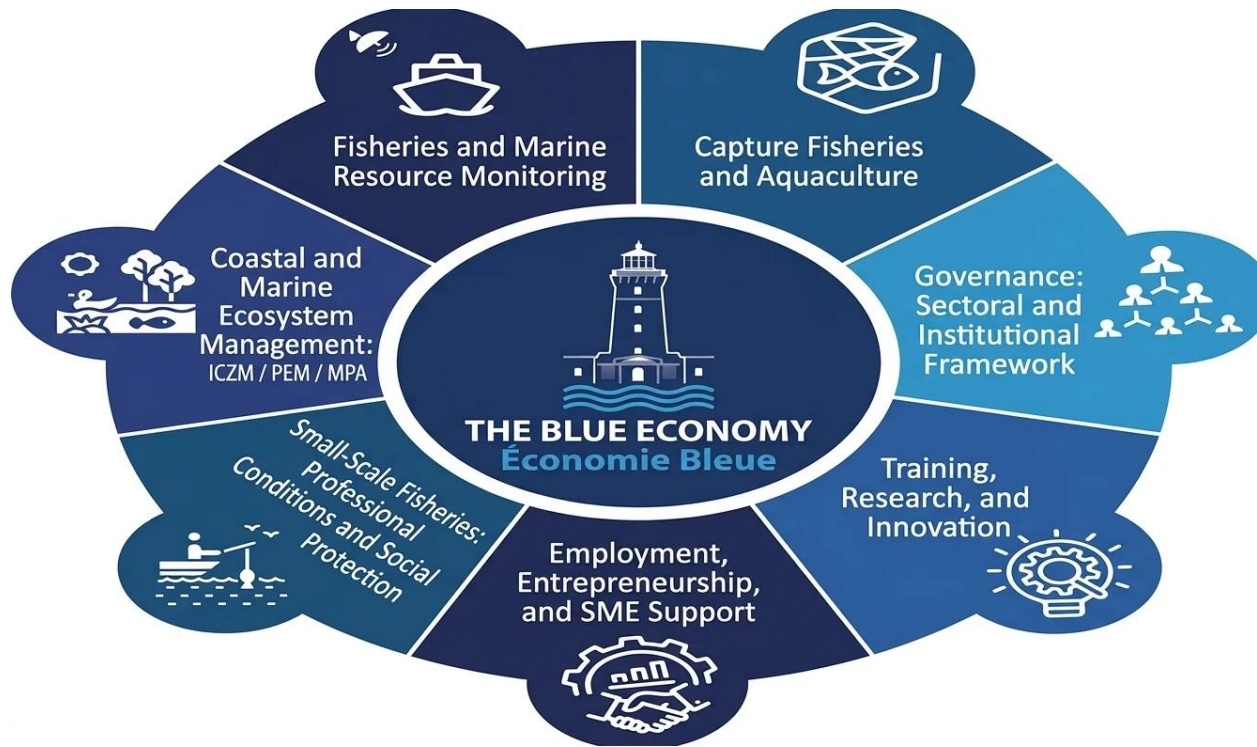 Fisheries and Marine
Resource Monitoring
Capture Fisheries
and Aquaculture
Governance:
Sectoral and
Institutional
Framework
Training,
Research, and
Innovation
Employment,
Entrepreneurship,
and SME Support
Small-Scale Fisheries:
Professional
Conditions and Social
Protection
Coastal and
Marine
Ecosystem
Management:
ICZM / PEM / MPA
THE BLUE ECONOMY
Économie Bleue